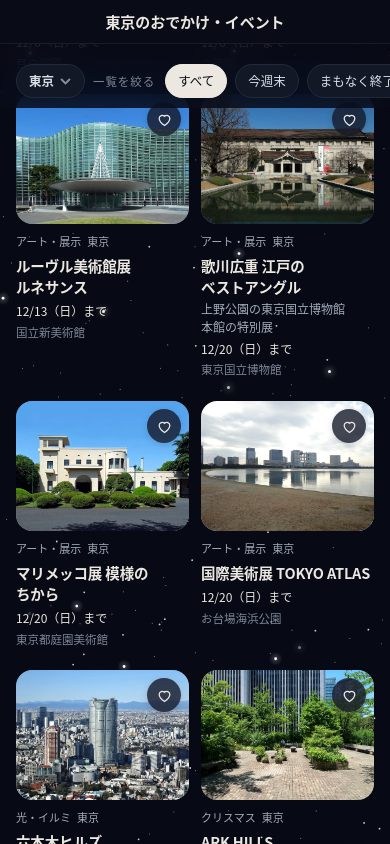 東京のおでかけ・イベント
東京
一覧を絞る
すべて
今週末
まもなく終了
アート・展示 東京
ルーヴル美術館展
ルネサンス
12/13（日）まで
国立新美術館
アート・展示 東京
歌川広重 江戸の
ベストアングル
上野公園の東京国立博物館
本館の特別展
12/20（日）まで
東京国立博物館
アート・展示 東京
マリメッコ展 模様の
ちから
12/20（日）まで
東京都庭園美術館
アート・展示 東京
国際美術展 TOKYO ATLAS
12/20（日）まで
お台場海浜公園
光・イルミ 東京
六本木ヒルズ
クリスマス 東京
ARK HILLS